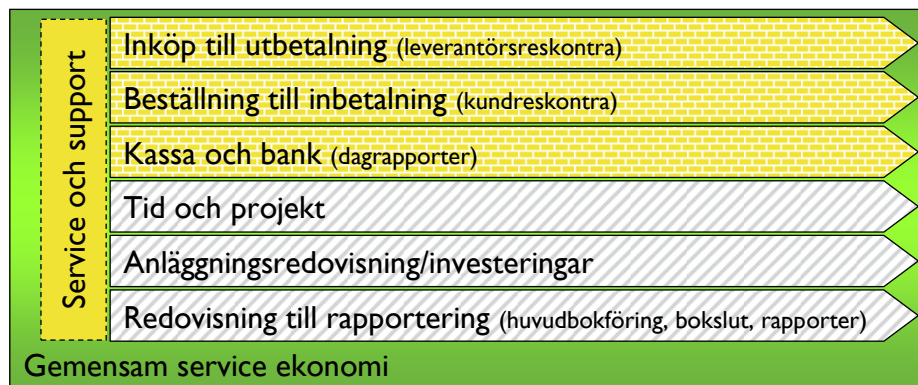 Service och support
Inköp till utbetalning (leverantörsreskontra)
Beställning till inbetalning (kundreskontra)
Kassa och bank (dagrapporter)
Tid och projekt
Anläggningsredovisning/investeringar
Redovisning till rapportering (huvudbokföring, bokslut, rapporter)
Gemensam service ekonomi